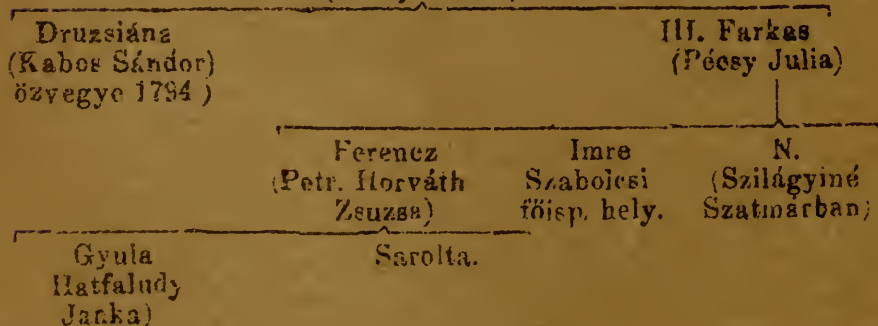 Druzsiána
(Kabos Sándor)
özvegye 1794)
III. Farkas
(Pécsy Julia)
Ferencz
(Petr. Horváth
Zsuzsa)
Imre
Szabolcsi
főisp. hely.
N.
(Szilágyiné
Szatmárban)
Gyula
Hatfaludy
Janka)
Sarolta.